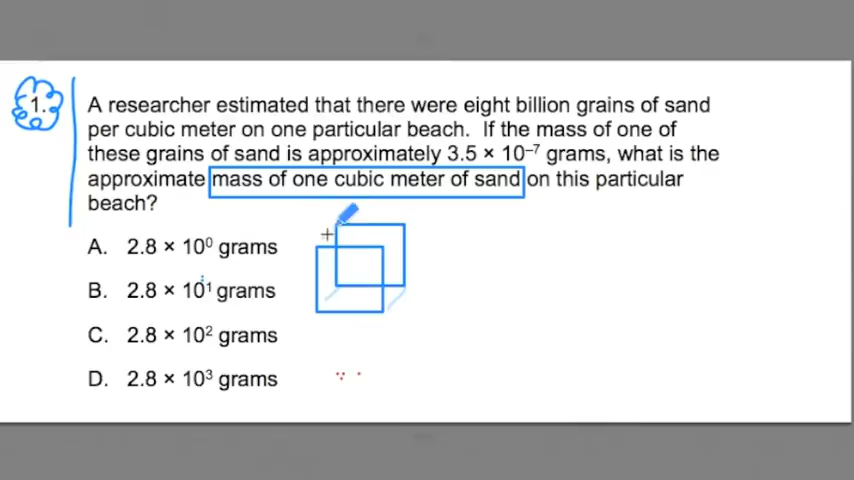 1.
A researcher estimated that there were eight billion grains of sand
per cubic meter on one particular beach. If the mass of one of
these grains of sand is approximately 3.5 × 10⁻⁷ grams, what is the
approximate mass of one cubic meter of sand on this particular
beach?
A. 2.8 × 10⁰ grams
B. 2.8 × 10¹ grams
C. 2.8 × 10² grams
D. 2.8 × 10³ grams